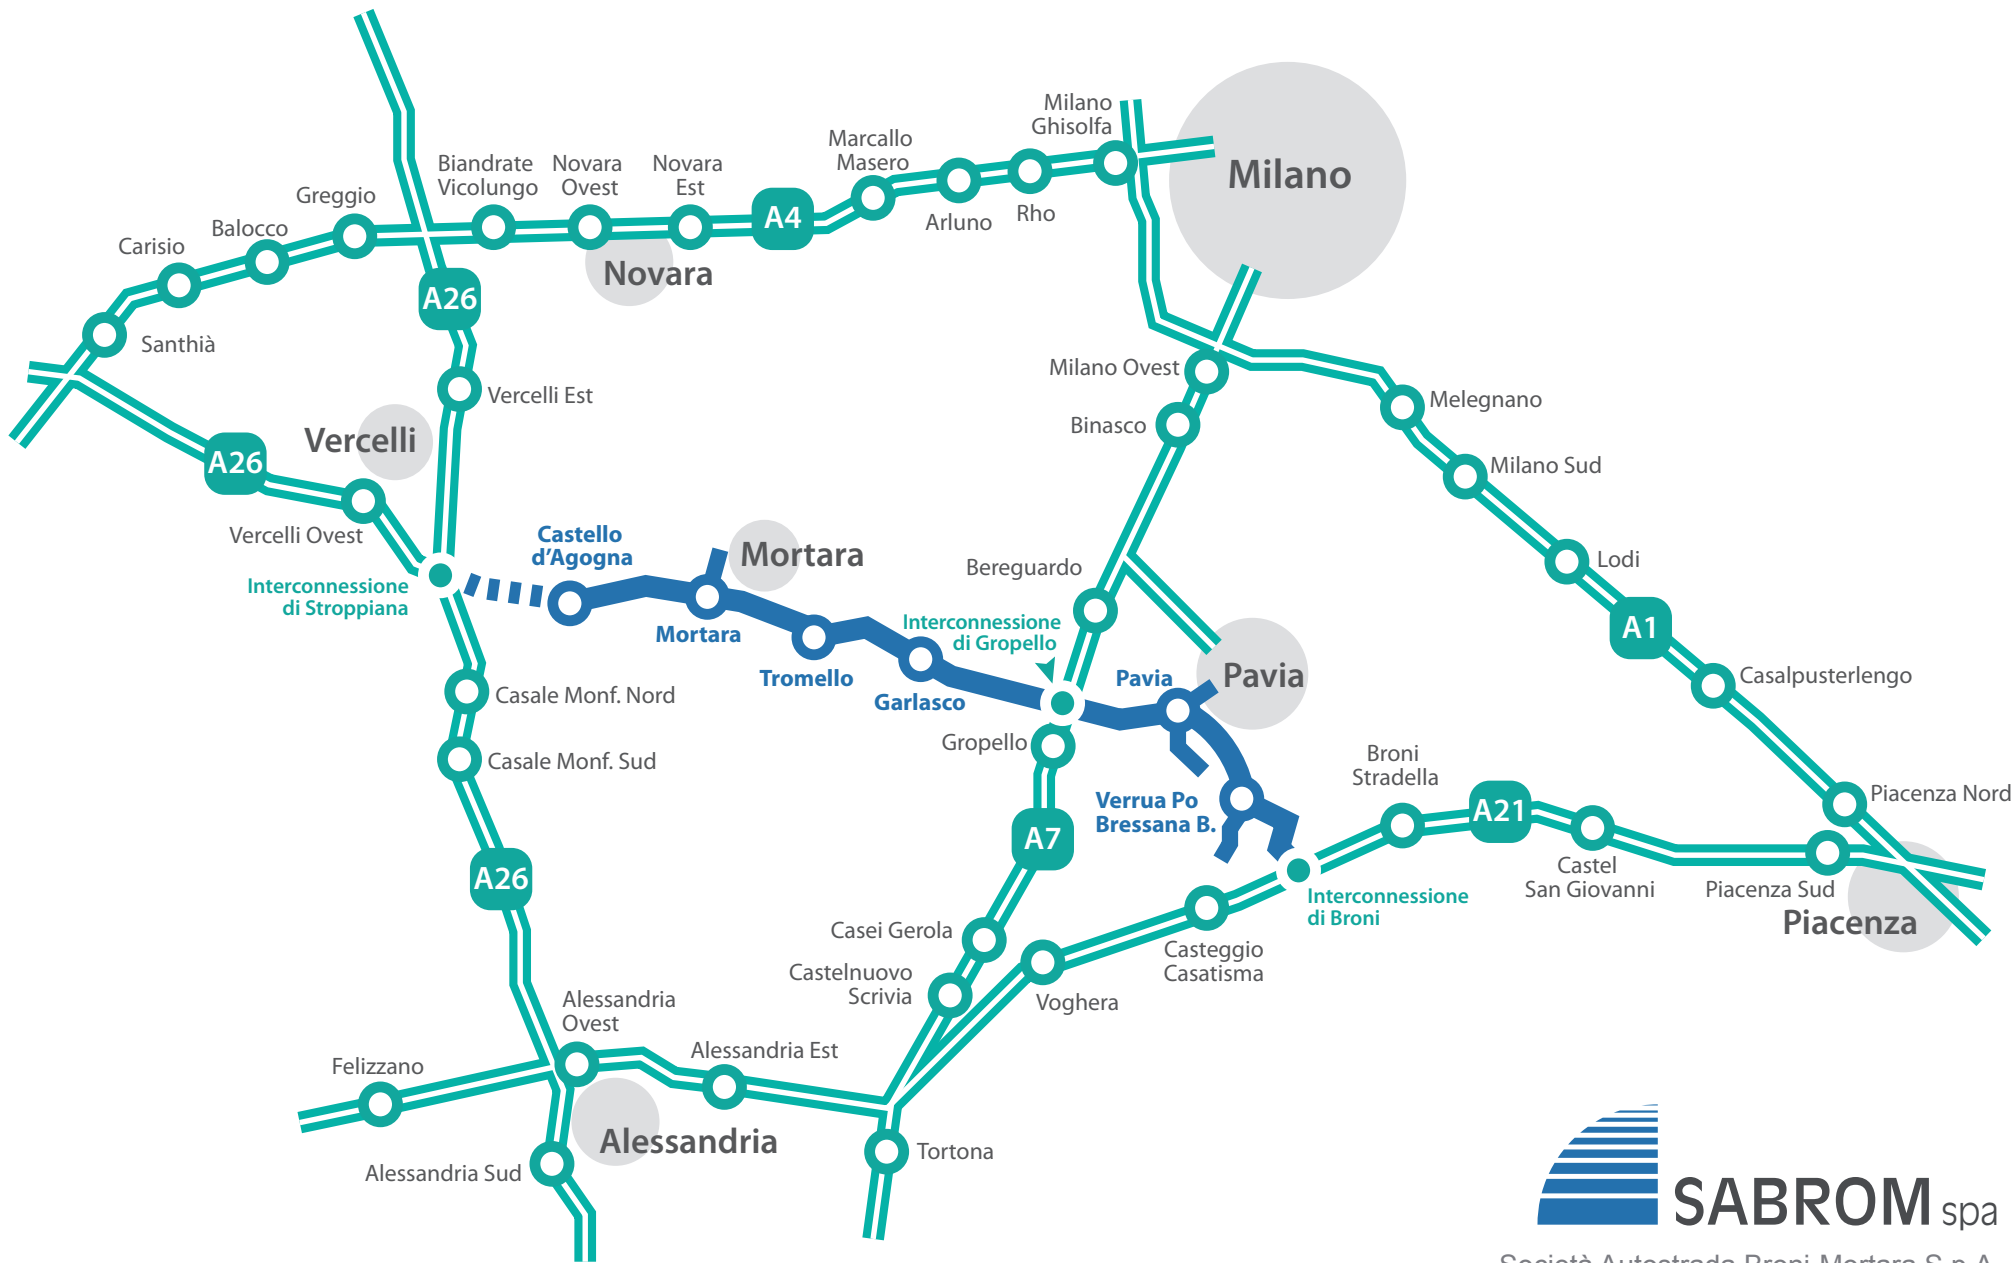 Milano
Ghisolfa
Marcallo
Masero
Biandrate
Vicolungo
Novara
Ovest
Novara
Est
Milano
Greggio
A4
Arluno
Rho
Balocco
Carisio
Novara
A26
Santhià
Milano Ovest
Vercelli Est
Melegnano
Binasco
Vercelli
A26
Milano Sud
Vercelli Ovest
Castello
d'Agogna
Mortara
Lodi
Bereguardo
Interconnessione
di Stroppiana
Mortara
Interconnessione
di Gropello
A1
Tromello
Pavia
Pavia
Casalpusterlengo
Garlasco
Casale Monf. Nord
Gropello
Casale Monf. Sud
Broni
Stradella
Verrua Po
Bressana B.
Piacenza Nord
A21
A7
Castel
San Giovanni
Piacenza Sud
A26
Interconnessione
di Broni
Piacenza
Casei Gerola
Casteggio
Casatisma
Castelnuovo
Scrivia
Voghera
Alessandria
Ovest
Alessandria Est
Felizzano
Alessandria
Tortona
Alessandria Sud
SABROM spa
Società Autostrada Broni Mortara S.p.A.